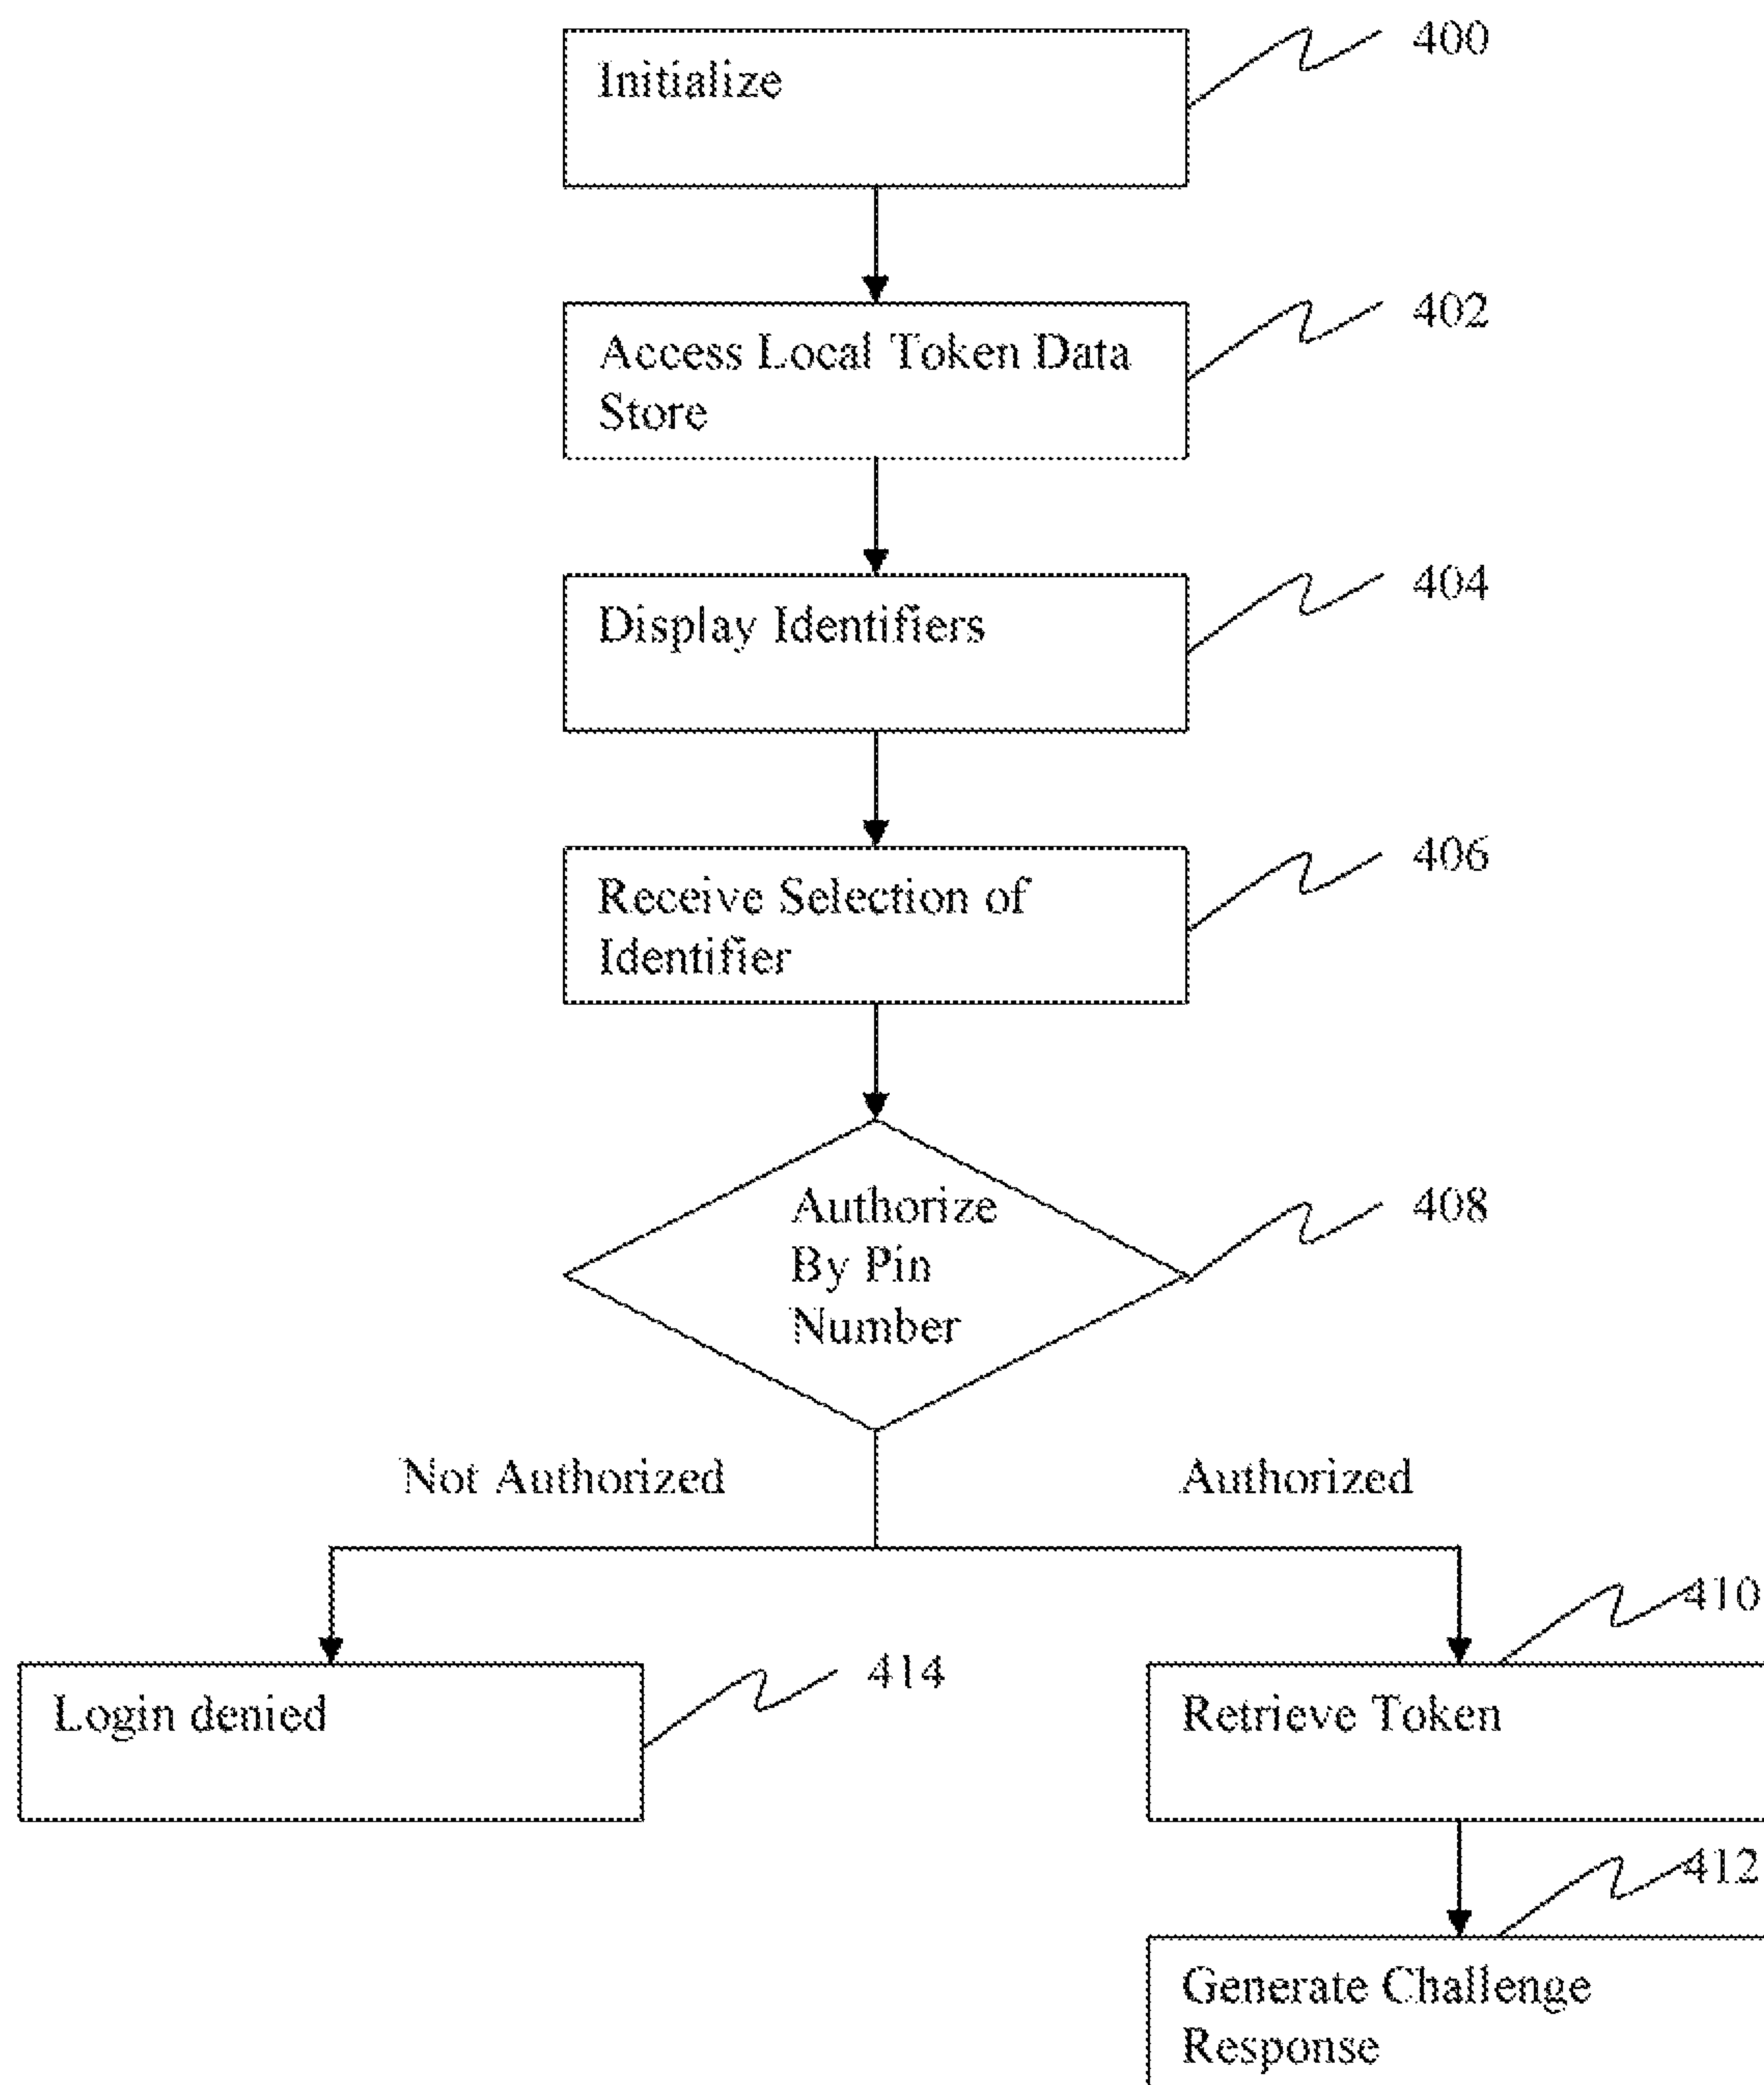 Initialize
400
Access Local Token Data
Store
402
Display Identifiers
404
Receive Selection of
Identifier
406
Authorize
By Pin
Number
408
Not Authorized
Authorized
Login denied
414
Retrieve Token
410
Generate Challenge
Response
412